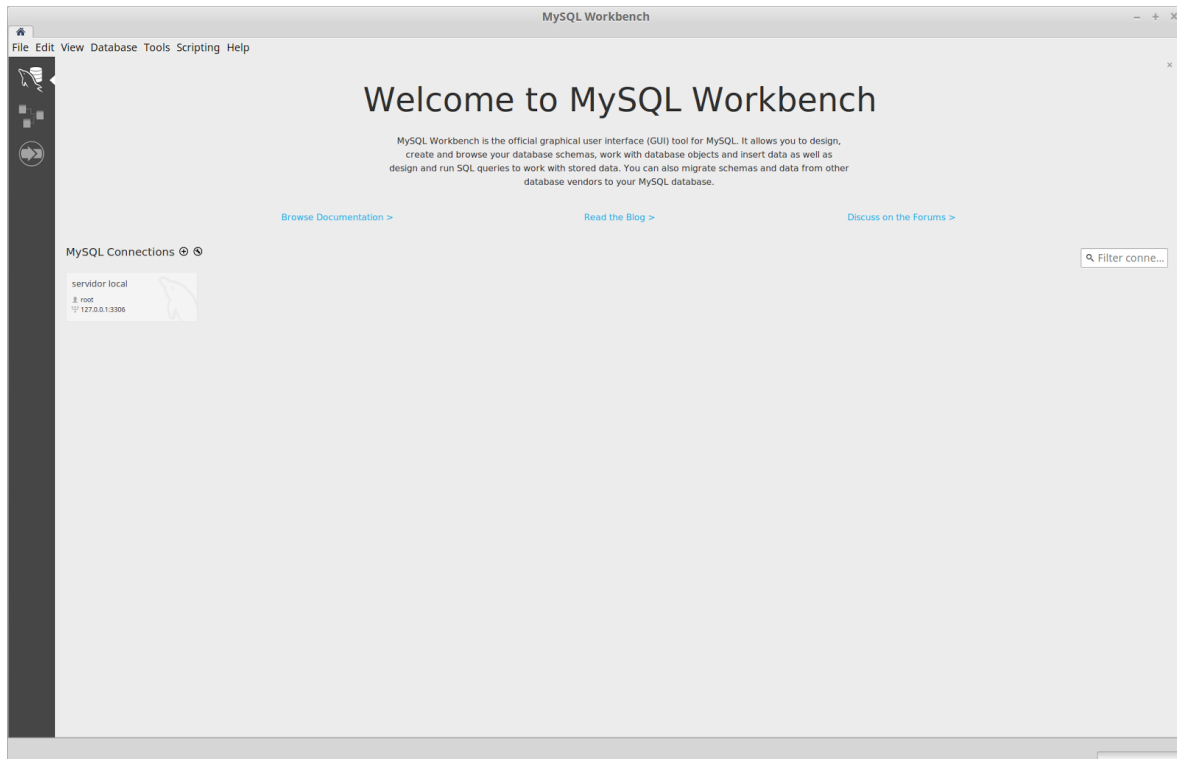 MySQL Workbench
File Edit View Database Tools Scripting Help
Welcome to MySQL Workbench
MySQL Workbench is the official graphical user interface (GUI) tool for MySQL. It allows you to design,
create and browse your database schemas, work with database objects and insert data as well as
design and run SQL queries to work with stored data. You can also migrate schemas and data from other
database vendors to your MySQL database.
Browse Documentation > Read the Blog > Discuss on the Forums >
MySQL Connections
Filter conne...
servidor local
root
127.0.0.1:3306